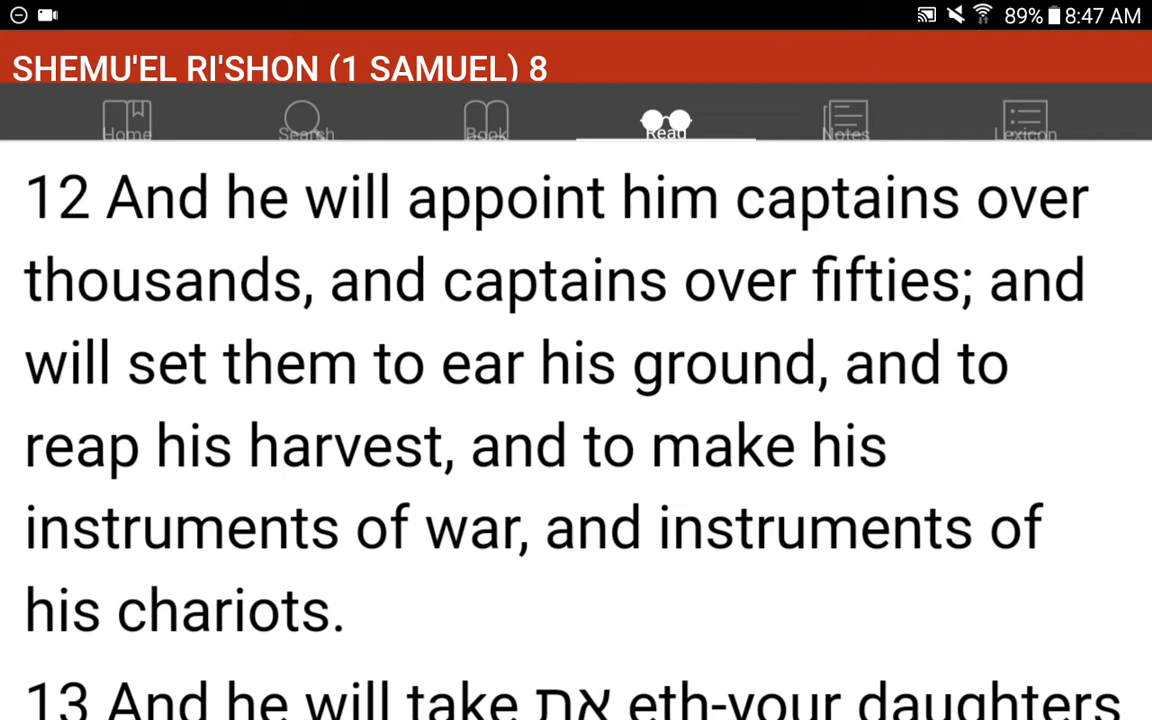 89% 8:47 AM
SHEMU'EL RI'SHON (1 SAMUEL) 8
Home Search Book Read Notes Lexicon
12 And he will appoint him captains over
thousands, and captains over fifties; and
will set them to ear his ground, and to
reap his harvest, and to make his
instruments of war, and instruments of
his chariots.
13 And he will take את eth-your daughters